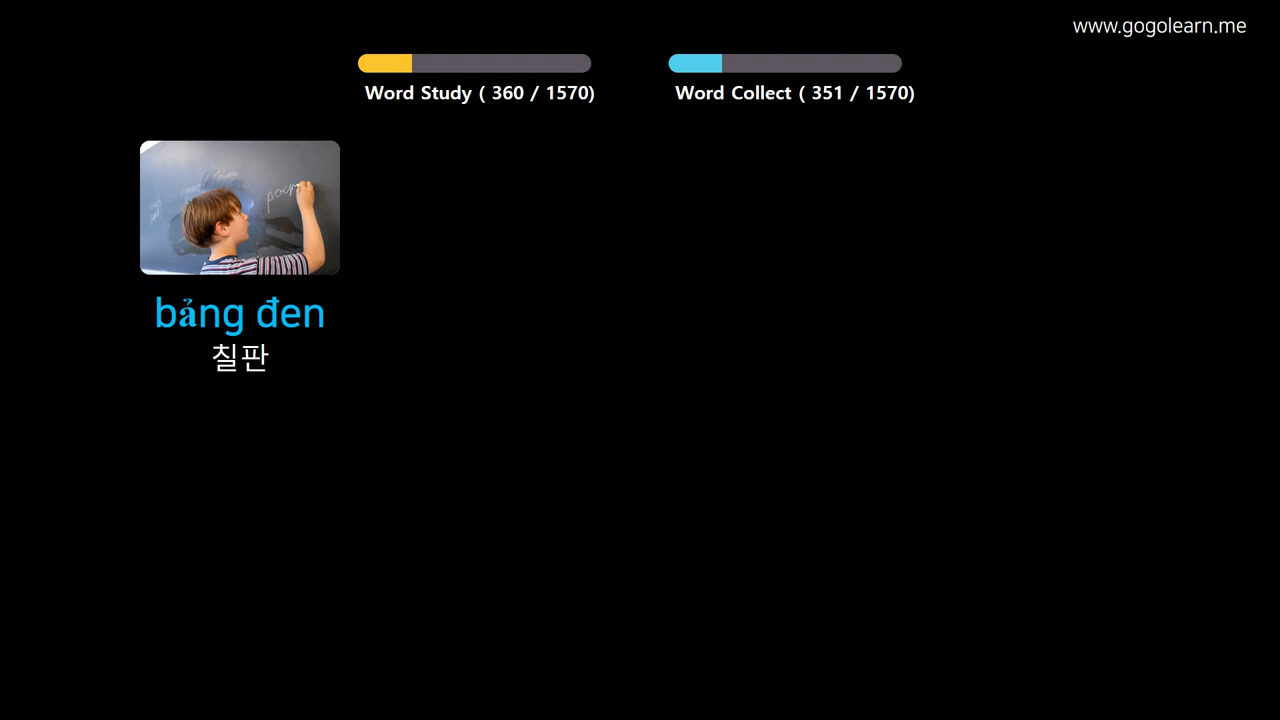 www.gogolearn.me
Word Study ( 360 / 1570)
Word Collect ( 351 / 1570)
bảng đen
칠판